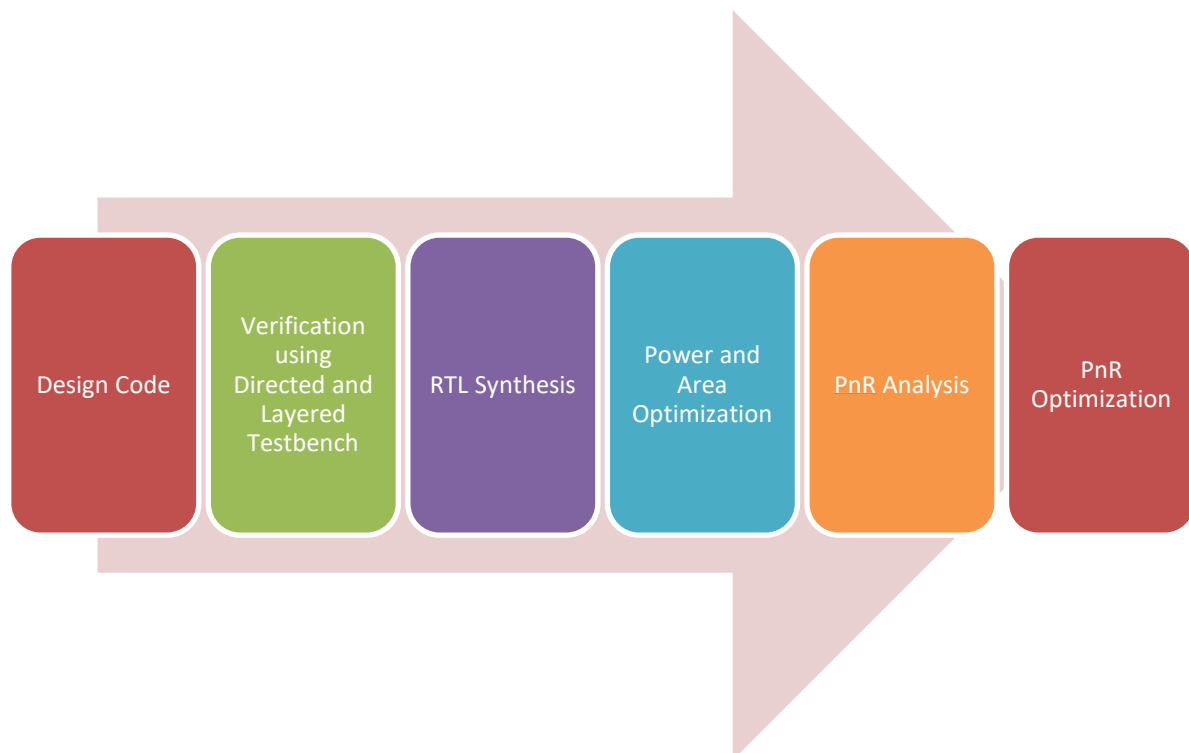 Design Code
Verification
using
Directed and
Layered
Testbench
RTL Synthesis
Power and
Area
Optimization
PnR Analysis
PnR
Optimization